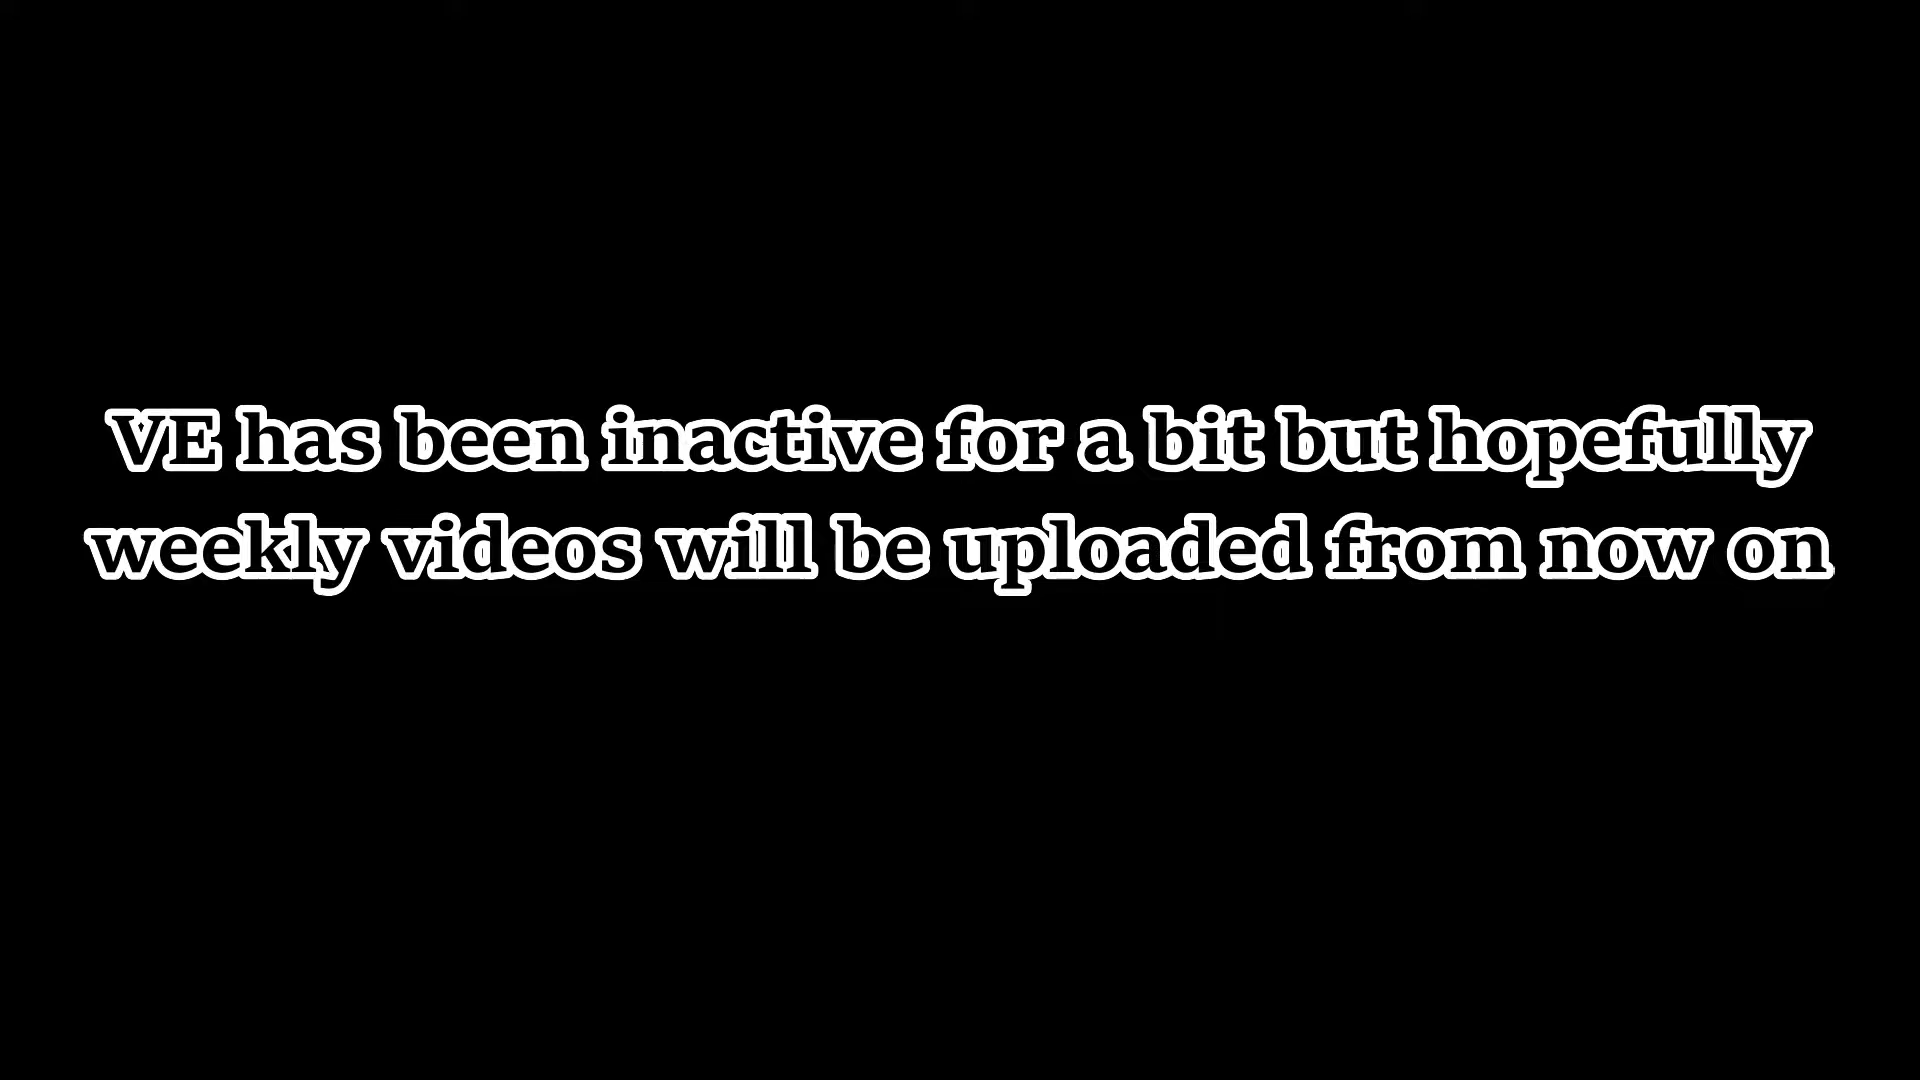 VE has been inactive for a bit but hopefully
weekly videos will be uploaded from now on